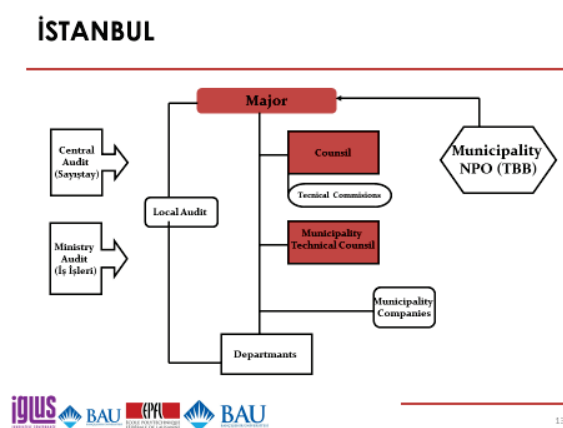 İSTANBUL
Major
Central
Audit
(Sayıştay)
Counsil
Municipality
NPO (TBB)
Tecnical Commisions
Local Audit
Municipality
Technical Counsil
Ministry
Audit
(İş İşleri)
Municipality
Companies
Departmants
iglus
BAU
EPFL
BAU
13